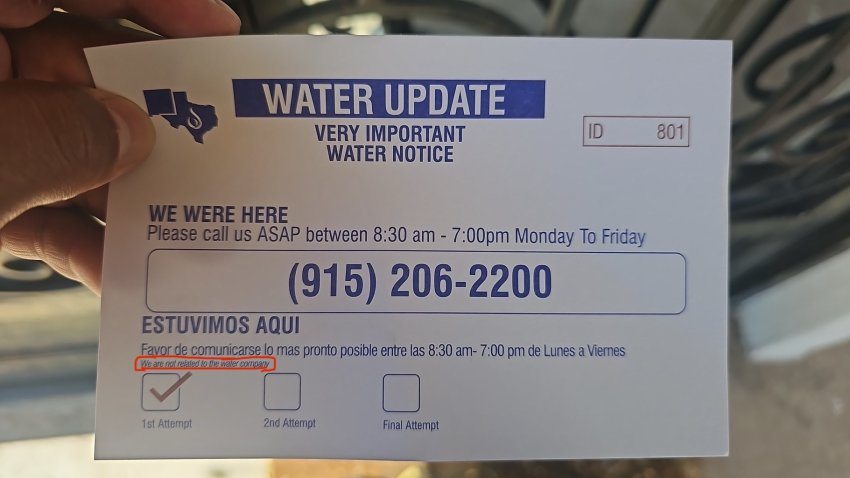 WATER UPDATE
VERY IMPORTANT
WATER NOTICE
ID 801
WE WERE HERE
Please call us ASAP between 8:30 am - 7:00pm Monday To Friday
(915) 206-2200
ESTUVIMOS AQUI
Favor de comunicarse lo mas pronto posible entre las 8:30 am- 7:00 pm de Lunes a Viernes
We are not related to the water company
1st Attempt
2nd Attempt
Final Attempt